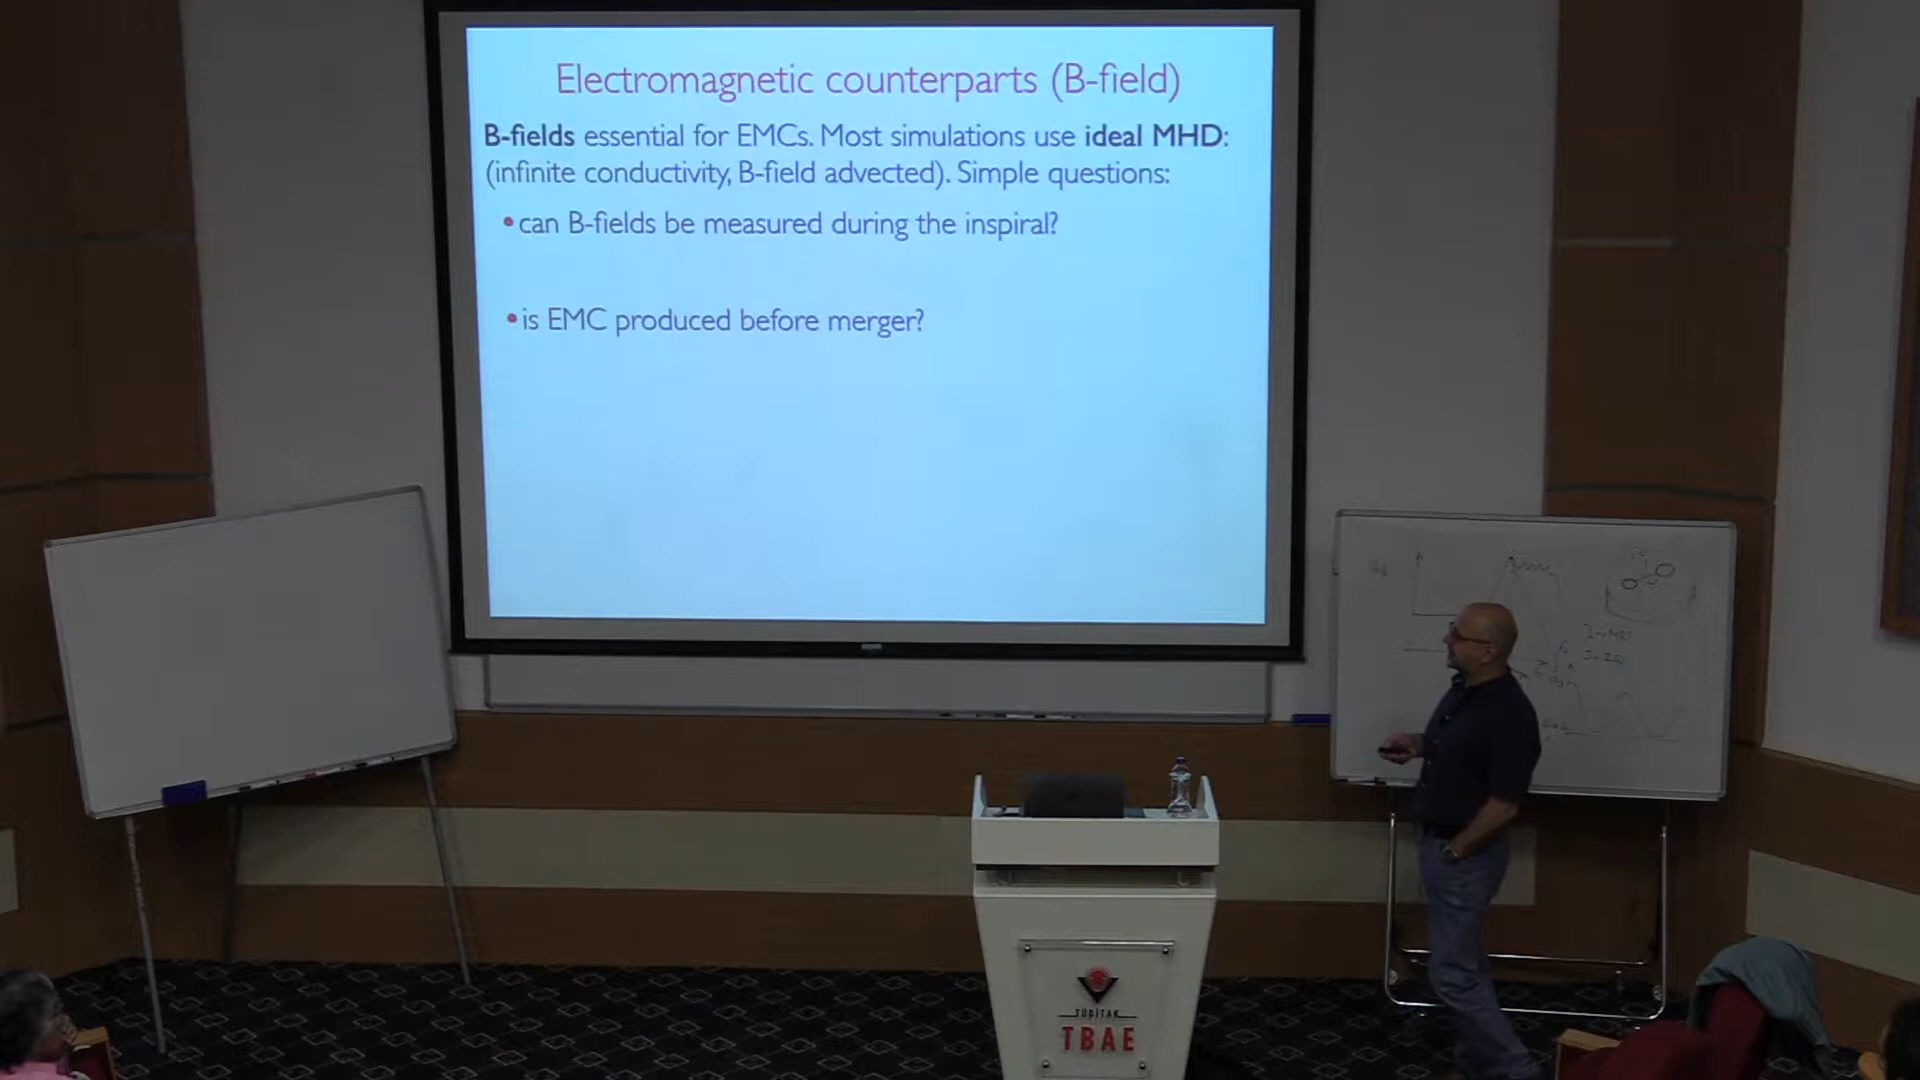 Electromagnetic counterparts (B-field)
B-fields essential for EMCs. Most simulations use ideal MHD:
(infinite conductivity, B-field advected). Simple questions:
• can B-fields be measured during the inspiral?
• is EMC produced before merger?
TÜBİTAK
TBAE